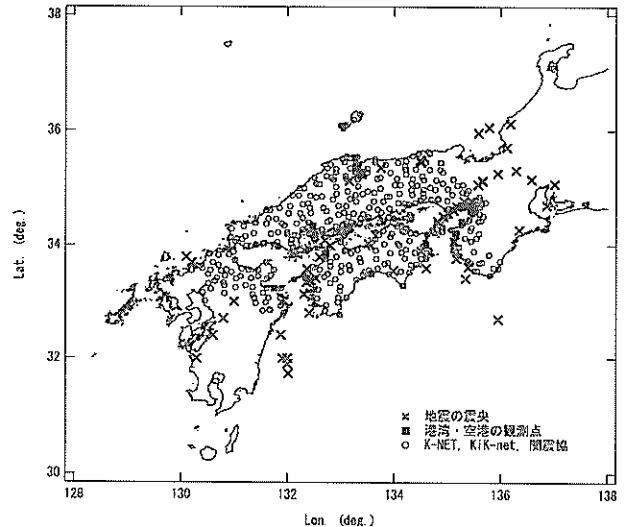 38
36
34
32
30
Lat. (deg.)
× 地震の震央
港湾・空港の観測点
○ K-NET, KiK-net, 関震協
128
130
132
134
136
138
Lon. (deg.)